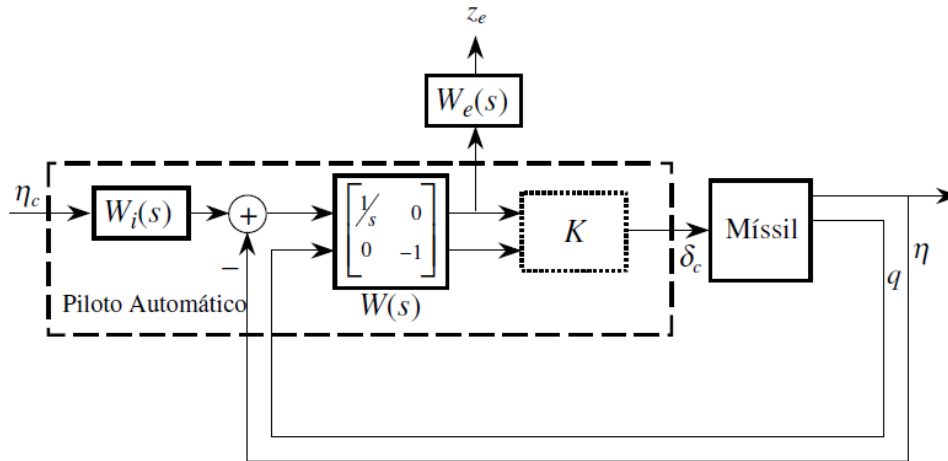 z_e
W_e(s)
η_c
W_i(s)
+
−
1/s 0
0 −1
W(s)
K
δ_c
Míssil
q
η
Piloto Automático